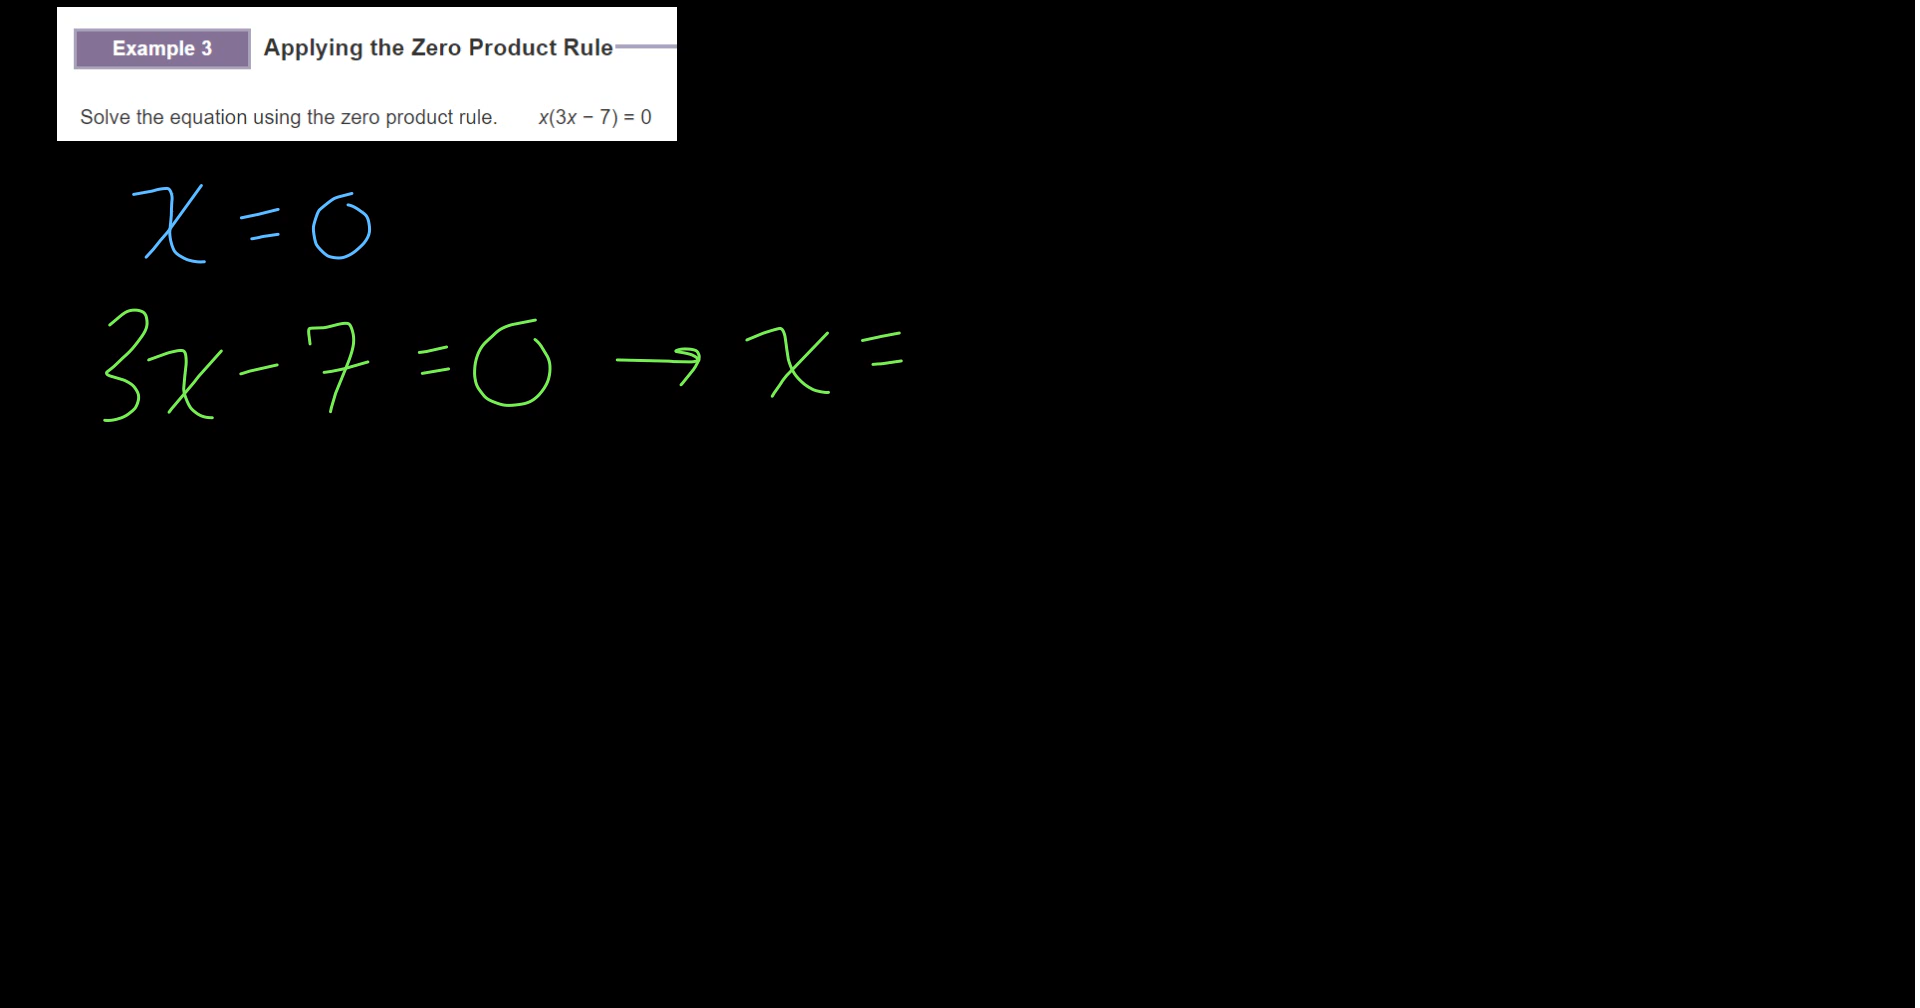 Example 3 Applying the Zero Product Rule
Solve the equation using the zero product rule. x(3x − 7) = 0
x = 0
3x - 7 = 0 → x =